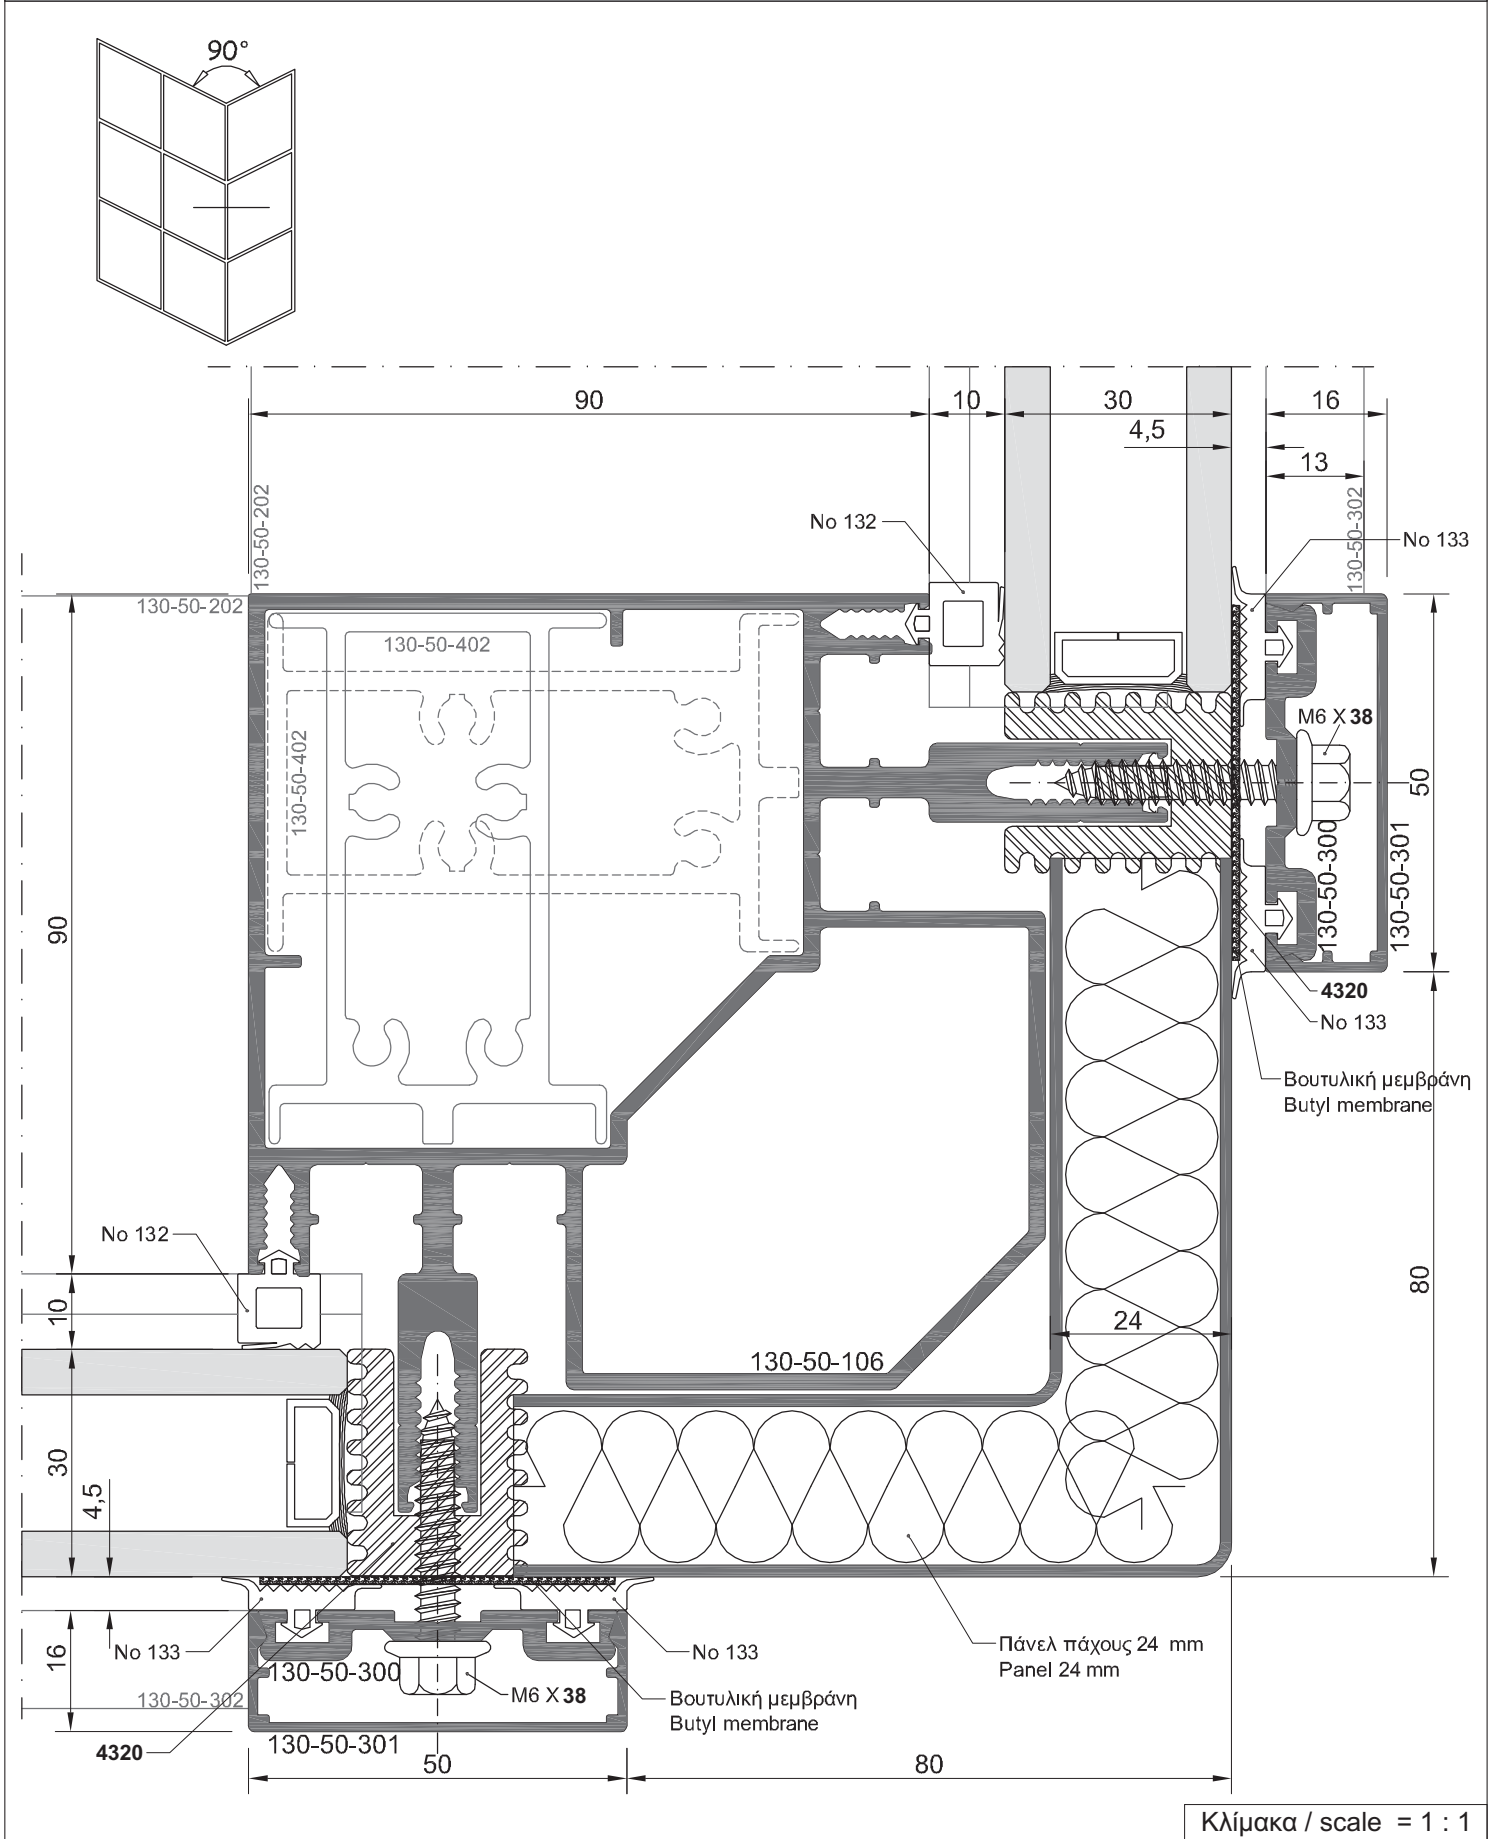 90°
90
10
30
16
4,5
13
130-50-202
130-50-302
No 132
No 133
130-50-202
130-50-402
M6 X 38
130-50-402
50
130-50-300
130-50-301
90
4320
No 133
Βουτυλική μεμβράνη
Butyl membrane
No 132
80
10
24
130-50-106
30
4,5
No 133
130-50-300
No 133
Πάνελ πάχους 24 mm
Panel 24 mm
16
130-50-302
M6 X 38
Βουτυλική μεμβράνη
Butyl membrane
4320
130-50-301
50
80
Κλίμακα / scale = 1 : 1